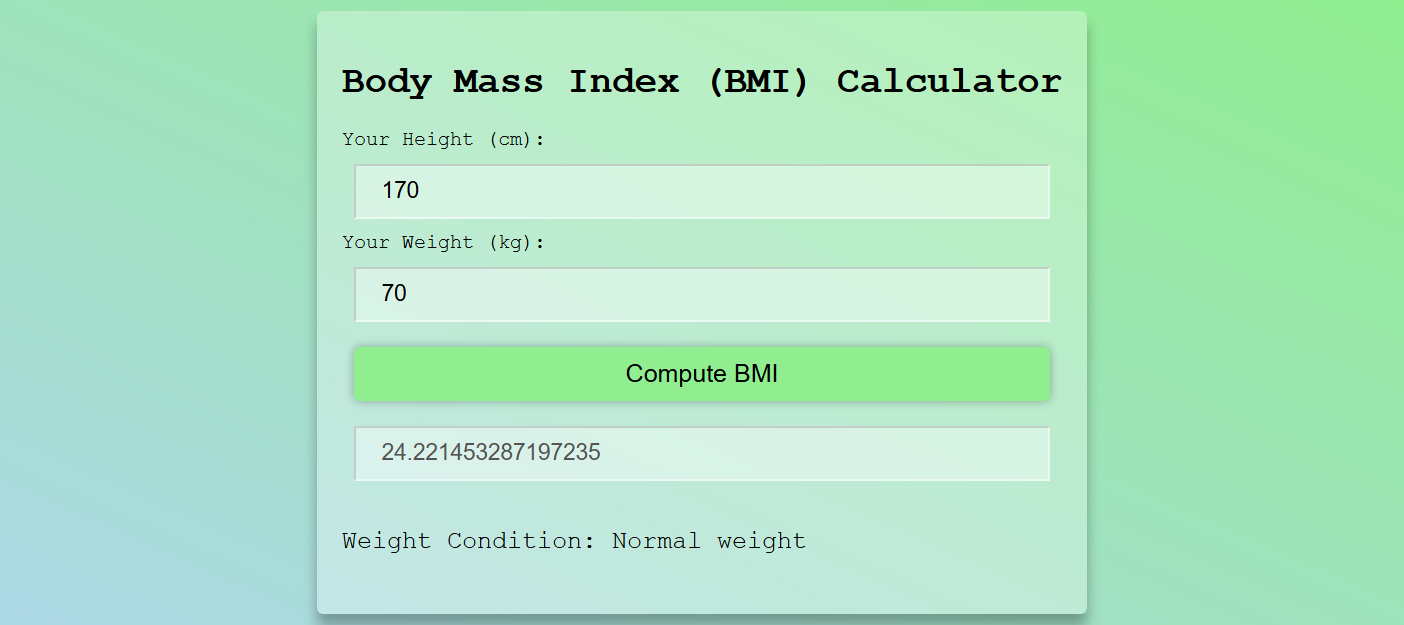 Body Mass Index (BMI) Calculator
Your Height (cm):
170
Your Weight (kg):
70
Compute BMI
24.221453287197235
Weight Condition: Normal weight